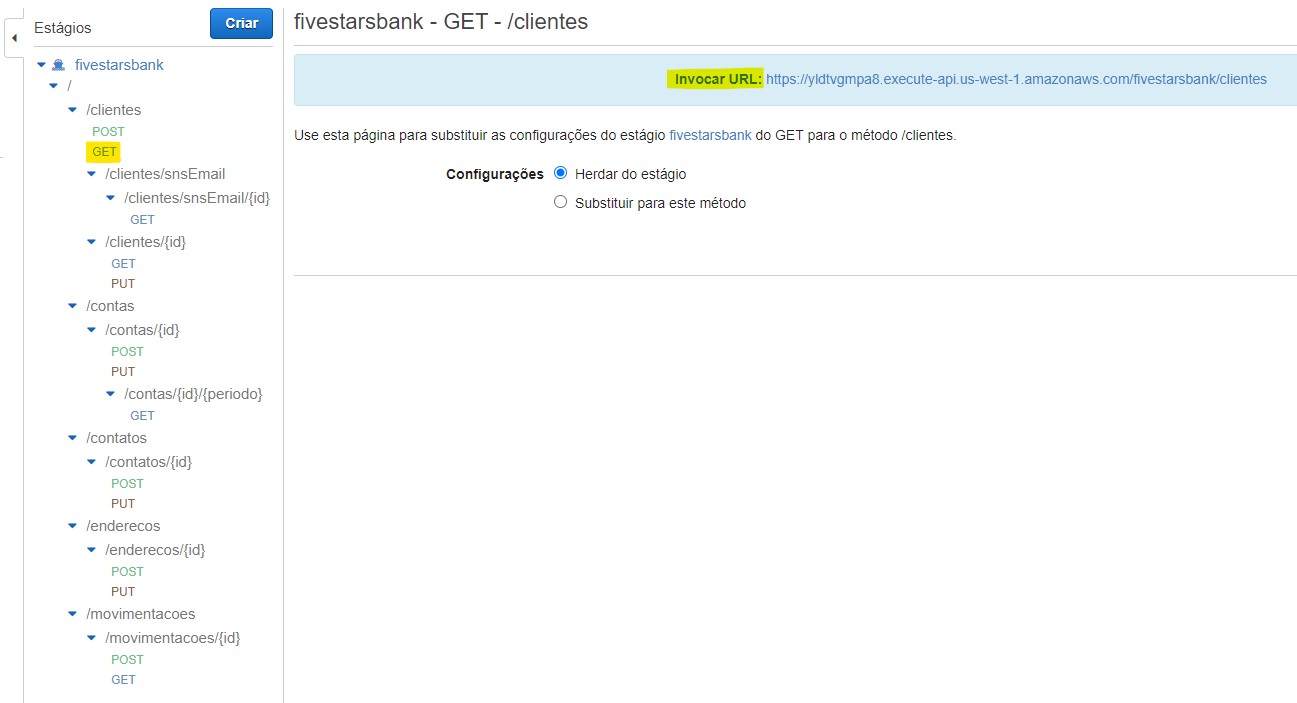 Estágios
Criar
fivestarsbank
/
/clientes
POST
GET
/clientes/snsEmail
/clientes/snsEmail/{id}
GET
/clientes/{id}
GET
PUT
/contas
/contas/{id}
POST
PUT
/contas/{id}/{periodo}
GET
/contatos
/contatos/{id}
POST
PUT
/enderecos
/enderecos/{id}
POST
PUT
/movimentacoes
/movimentacoes/{id}
POST
GET
fivestarsbank - GET - /clientes
Invocar URL: https://yldtvgmpa8.execute-api.us-west-1.amazonaws.com/fivestarsbank/clientes
Use esta página para substituir as configurações do estágio fivestarsbank do GET para o método /clientes.
Configurações Herdar do estágio
Substituir para este método